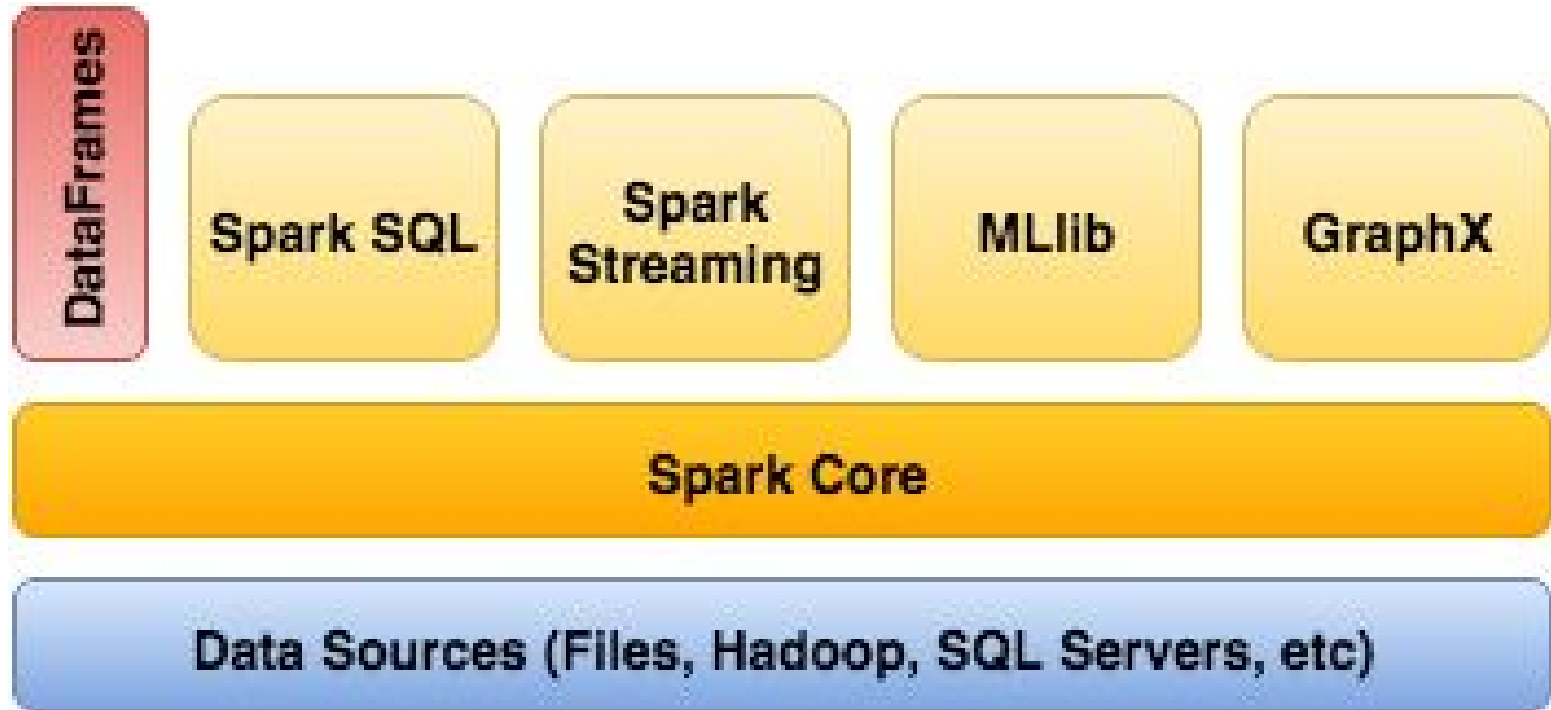 DataFrames
Spark SQL
Spark
Streaming
MLlib
GraphX
Spark Core
Data Sources (Files, Hadoop, SQL Servers, etc)